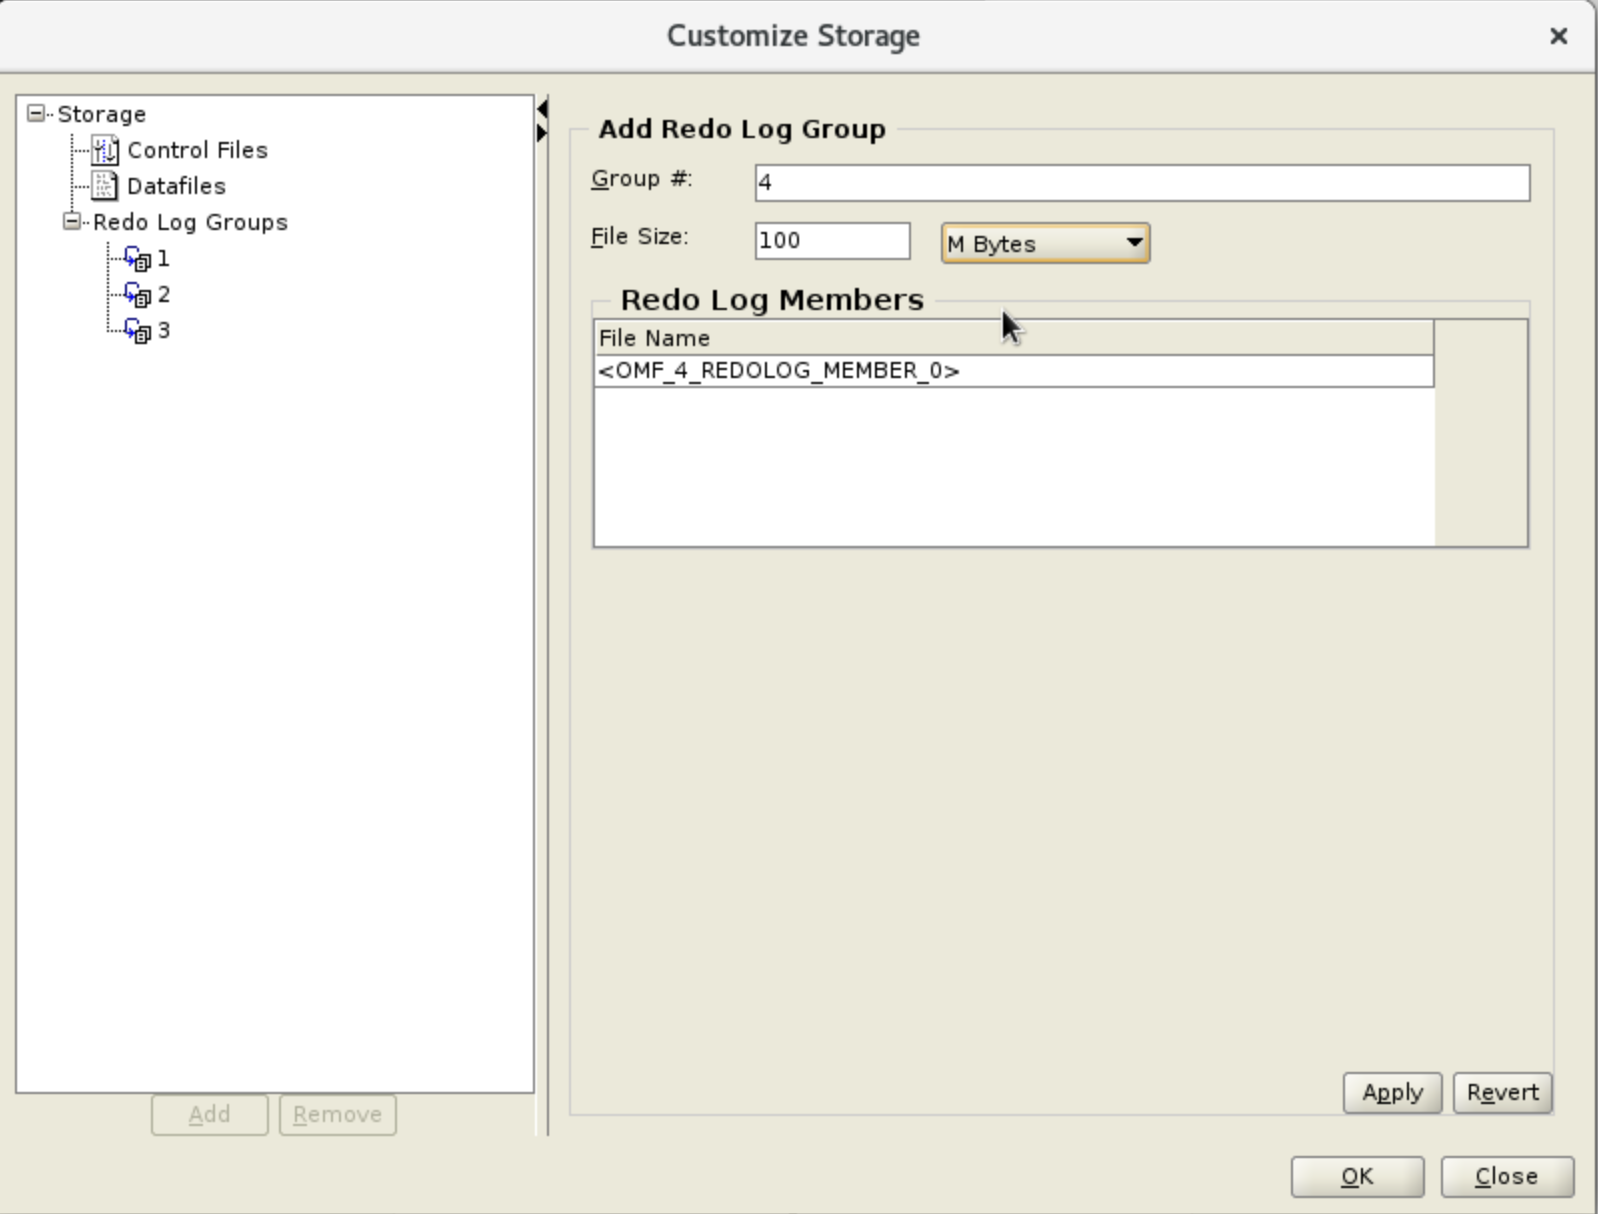 Customize Storage
Storage
Control Files
Datafiles
Redo Log Groups
1
2
3
Add
Remove
Add Redo Log Group
Group #:
4
File Size:
100
M Bytes
Redo Log Members
File Name
<OMF_4_REDOLOG_MEMBER_0>
Apply
Revert
OK
Close